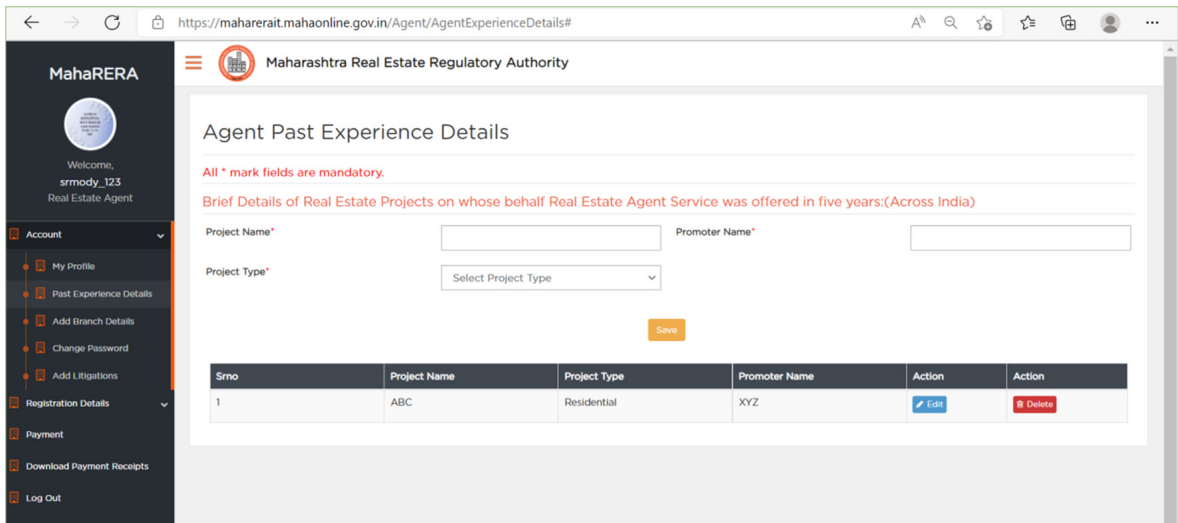 https://maharerait.mahaonline.gov.in/Agent/AgentExperienceDetails#
MahaRERA
Maharashtra Real Estate Regulatory Authority
Welcome,
srmody_123
Real Estate Agent
Account
My Profile
Past Experience Details
Add Branch Details
Change Password
Add Litigations
Registration Details
Payment
Download Payment Receipts
Log Out
Agent Past Experience Details
All * mark fields are mandatory.
Brief Details of Real Estate Projects on whose behalf Real Estate Agent Service was offered in five years:(Across India)
Project Name* Promoter Name*
Project Type* Select Project Type
Save
Srno Project Name Project Type Promoter Name Action Action
1 ABC Residential XYZ Edit Delete